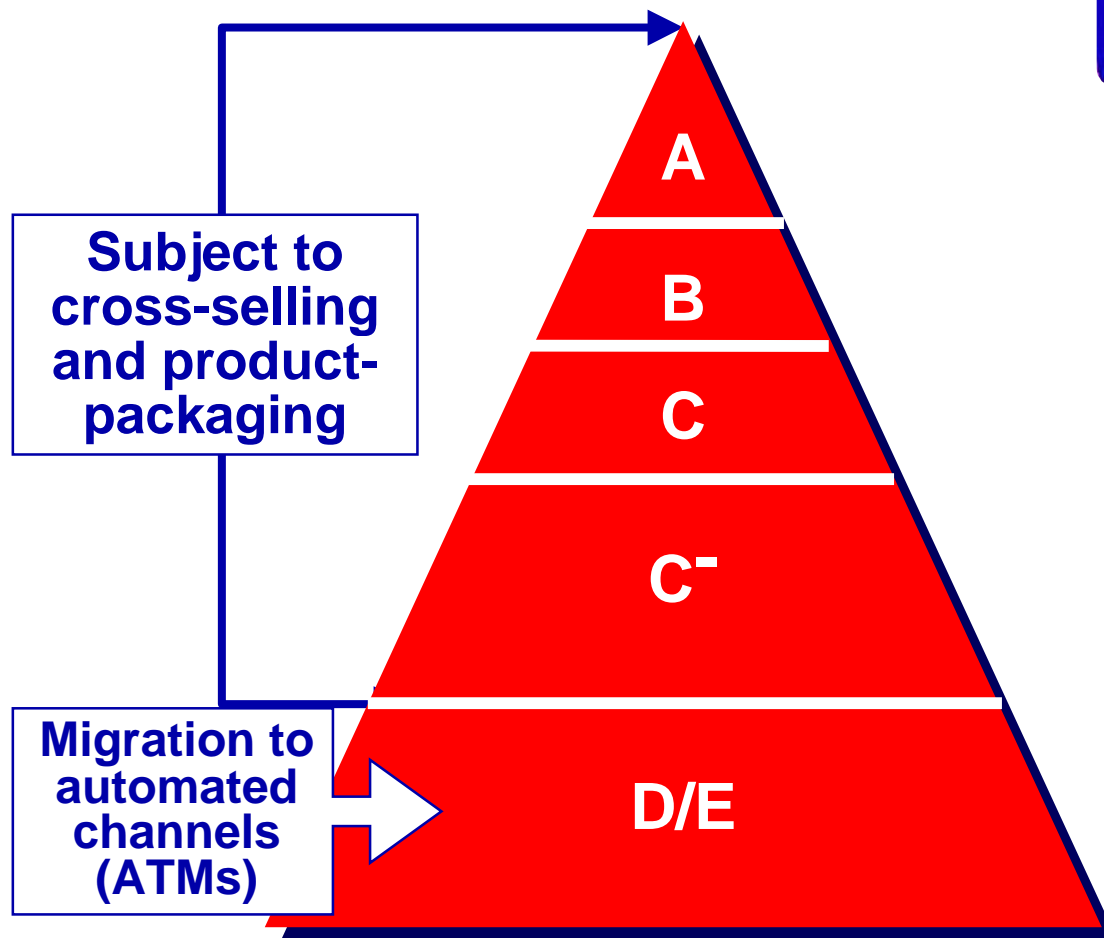 A
Subject to
cross-selling
and product-
packaging
B
C
C-
Migration to
automated
channels
(ATMs)
D/E